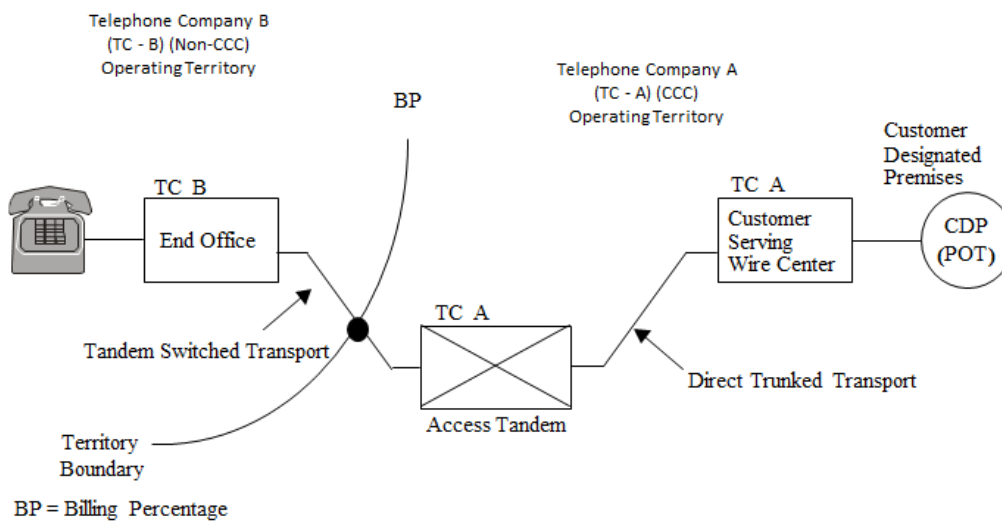 Telephone Company B
(TC - B) (Non-CCC)
Operating Territory
Telephone Company A
(TC - A) (CCC)
Operating Territory
BP
Customer
Designated
Premises
TC B
End Office
TC A
Customer
Serving
Wire Center
CDP
(POT)
TC A
Tandem Switched Transport
Direct Trunked Transport
Access Tandem
Territory
Boundary
BP = Billing Percentage